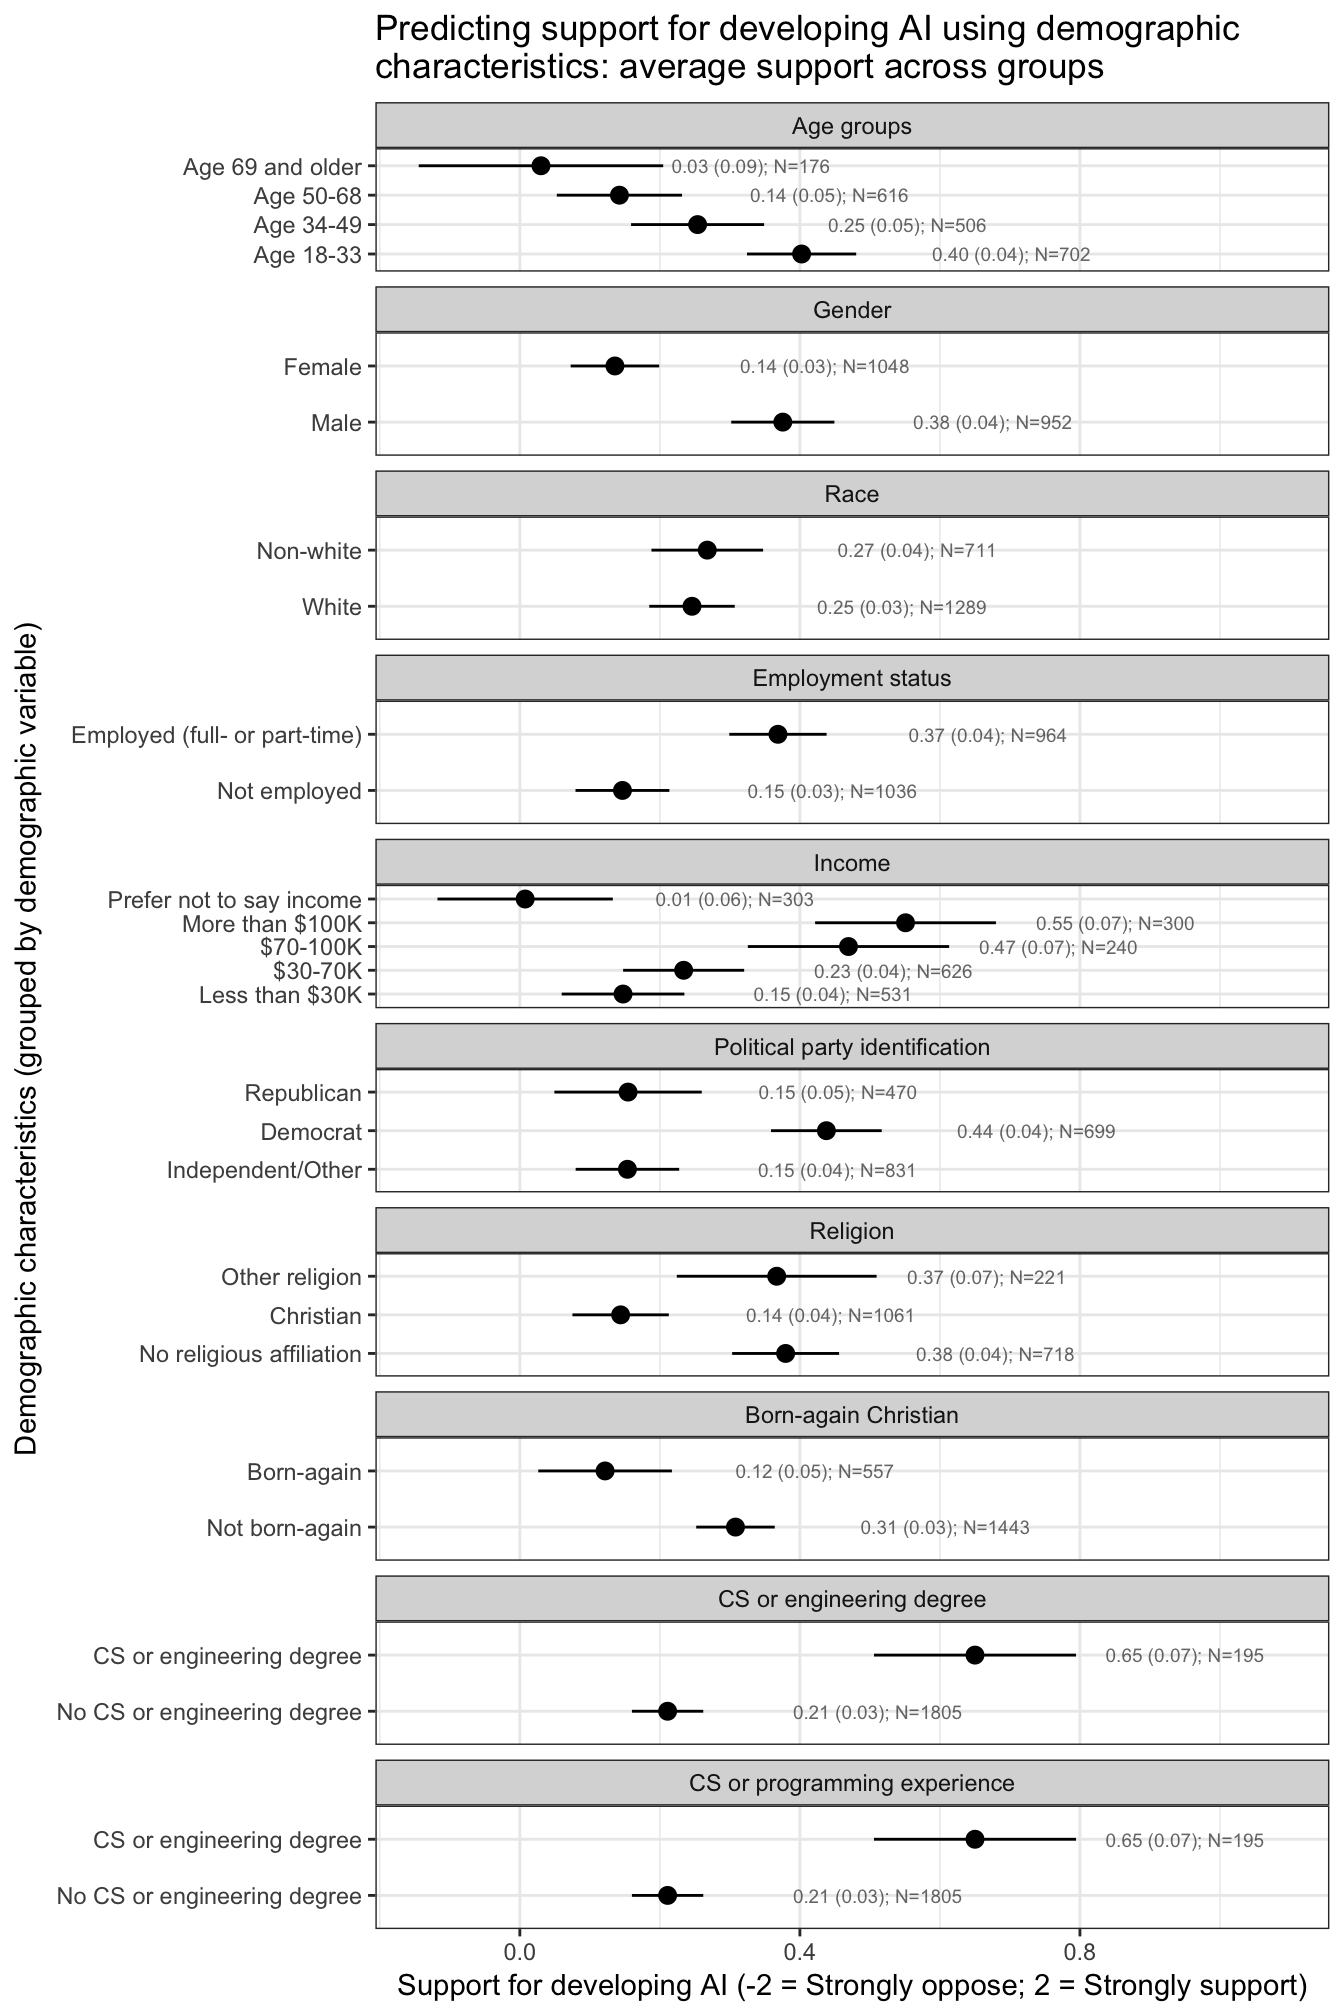 Predicting support for developing AI using demographic
characteristics: average support across groups
Demographic characteristics (grouped by demographic variable)
Age groups
Age 69 and older 0.03 (0.09); N=176
Age 50-68 0.14 (0.05); N=616
Age 34-49 0.25 (0.05); N=506
Age 18-33 0.40 (0.04); N=702
Gender
Female 0.14 (0.03); N=1048
Male 0.38 (0.04); N=952
Race
Non-white 0.27 (0.04); N=711
White 0.25 (0.03); N=1289
Employment status
Employed (full- or part-time) 0.37 (0.04); N=964
Not employed 0.15 (0.03); N=1036
Income
Prefer not to say income 0.01 (0.06); N=303
More than $100K 0.55 (0.07); N=300
$70-100K 0.47 (0.07); N=240
$30-70K 0.23 (0.04); N=626
Less than $30K 0.15 (0.04); N=531
Political party identification
Republican 0.15 (0.05); N=470
Democrat 0.44 (0.04); N=699
Independent/Other 0.15 (0.04); N=831
Religion
Other religion 0.37 (0.07); N=221
Christian 0.14 (0.04); N=1061
No religious affiliation 0.38 (0.04); N=718
Born-again Christian
Born-again 0.12 (0.05); N=557
Not born-again 0.31 (0.03); N=1443
CS or engineering degree
CS or engineering degree 0.65 (0.07); N=195
No CS or engineering degree 0.21 (0.03); N=1805
CS or programming experience
CS or engineering degree 0.65 (0.07); N=195
No CS or engineering degree 0.21 (0.03); N=1805
0.0 0.4 0.8
Support for developing AI (-2 = Strongly oppose; 2 = Strongly support)